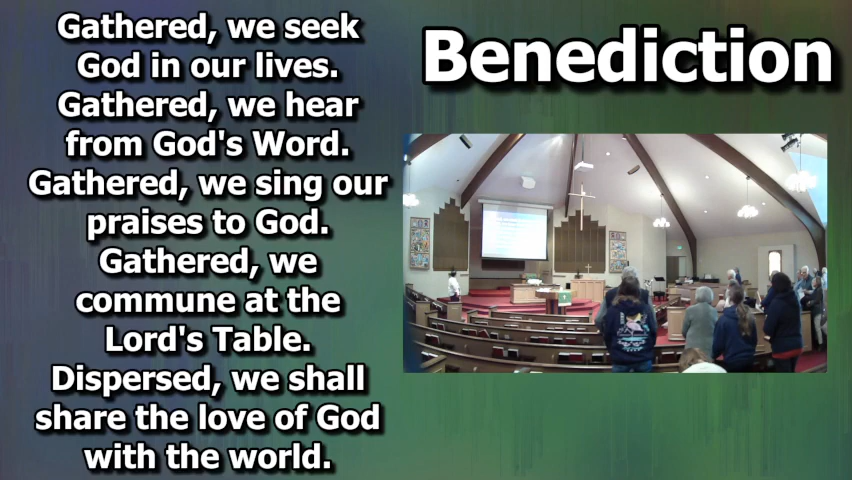 Gathered, we seek
God in our lives.
Gathered, we hear
from God's Word.
Gathered, we sing our
praises to God.
Gathered, we
commune at the
Lord's Table.
Dispersed, we shall
share the love of God
with the world.
Benediction